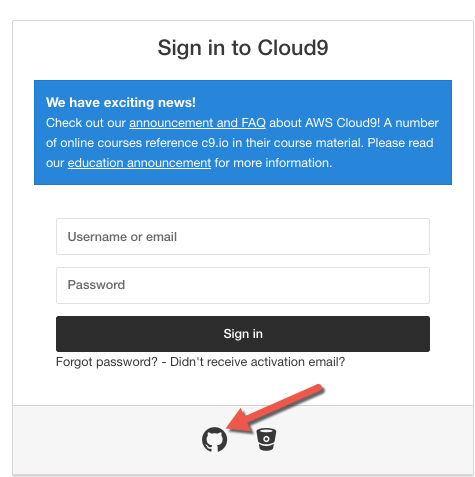 Sign in to Cloud9
We have exciting news!
Check out our announcement and FAQ about AWS Cloud9! A number
of online courses reference c9.io in their course material. Please read
our education announcement for more information.
Username or email
Password
Sign in
Forgot password? - Didn't receive activation email?